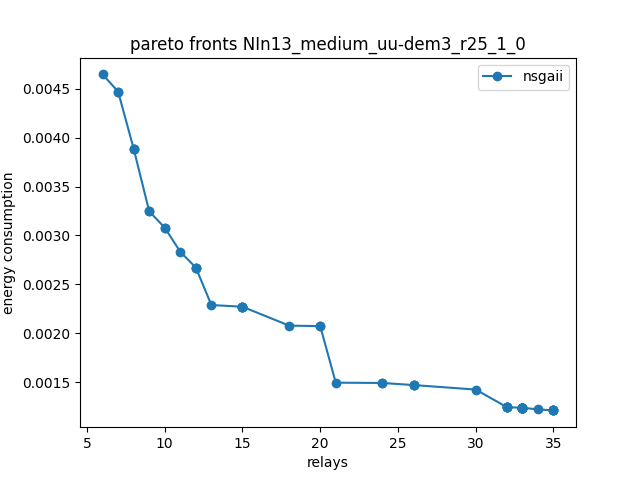 pareto fronts NIn13_medium_uu-dem3_r25_1_0
nsgaii
energy consumption
0.0045
0.0040
0.0035
0.0030
0.0025
0.0020
0.0015
5 10 15 20 25 30 35
relays